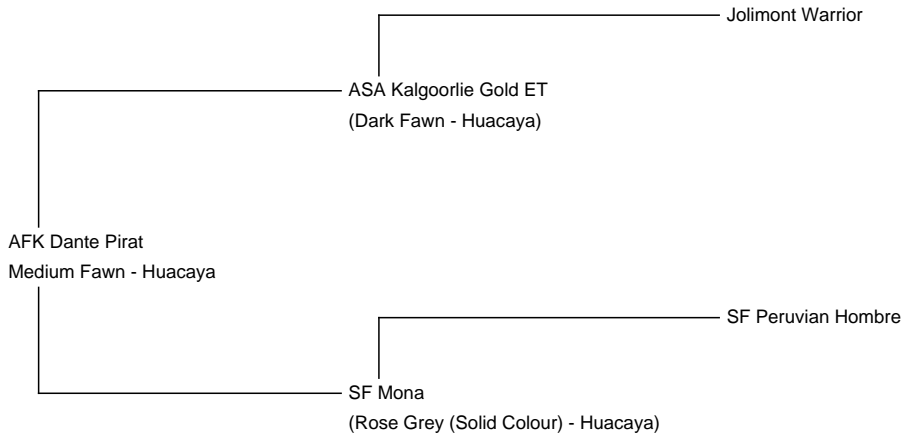 Jolimont Warrior
ASA Kalgoorlie Gold ET
(Dark Fawn - Huacaya)
AFK Dante Pirat
Medium Fawn - Huacaya
SF Peruvian Hombre
SF Mona
(Rose Grey (Solid Colour) - Huacaya)